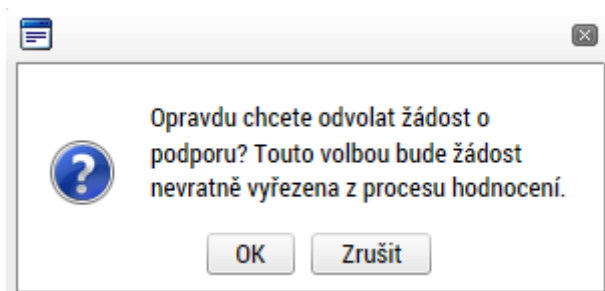 Opravdu chcete odvolat žádost o
podporu? Touto volbou bude žádost
nevratně vyřezena z procesu hodnocení.
OK Zrušit